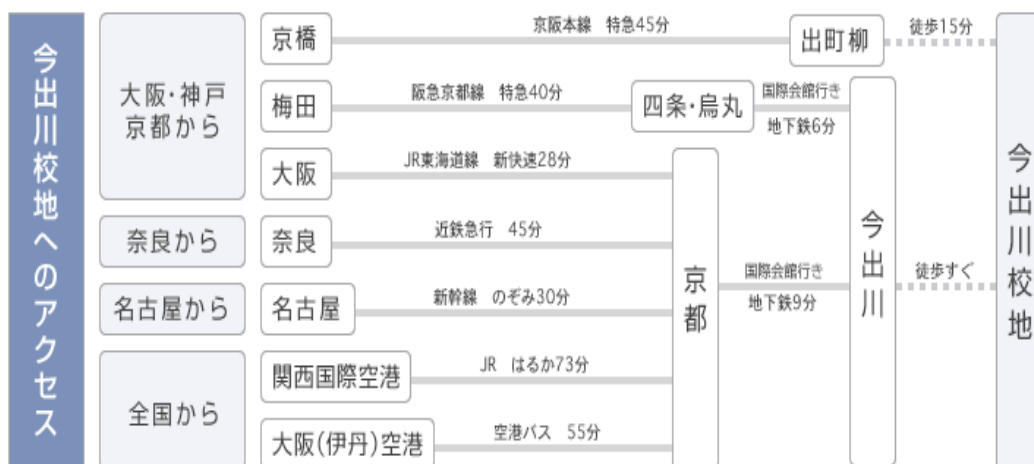 今出川校地へのアクセス
大阪･神戸
京都から
京橋
京阪本線　特急45分
出町柳
徒歩15分
梅田
阪急京都線　特急40分
四条･烏丸
国際会館行き
地下鉄6分
大阪
JR東海道線　新快速28分
奈良から
奈良
近鉄急行　45分
名古屋から
名古屋
新幹線　のぞみ30分
全国から
関西国際空港
JR　はるか73分
大阪(伊丹)空港
空港バス　55分
京都
国際会館行き
地下鉄9分
今出川
徒歩すぐ
今出川校地